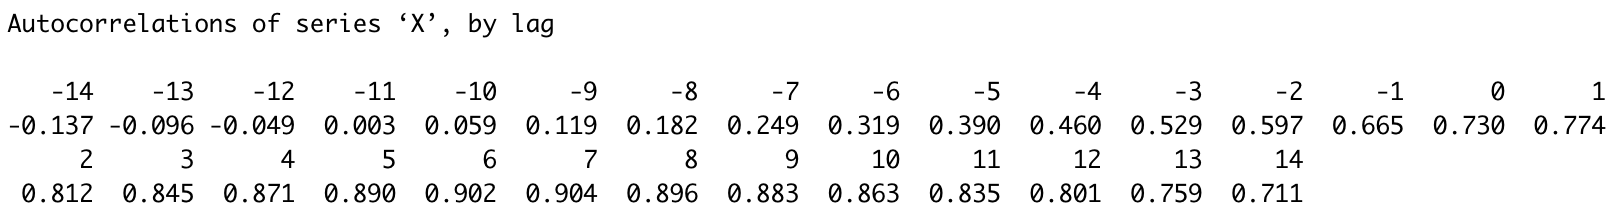 Autocorrelations of series ‘X’, by lag
-14 -13 -12 -11 -10 -9 -8 -7 -6 -5 -4 -3 -2 -1 0 1
-0.137 -0.096 -0.049 0.003 0.059 0.119 0.182 0.249 0.319 0.390 0.460 0.529 0.597 0.665 0.730 0.774
2 3 4 5 6 7 8 9 10 11 12 13 14
0.812 0.845 0.871 0.890 0.902 0.904 0.896 0.883 0.863 0.835 0.801 0.759 0.711